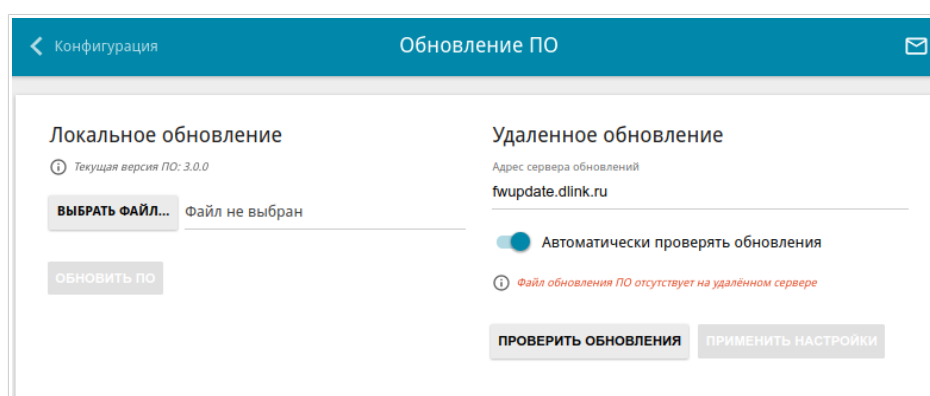 Конфигурация
Обновление ПО
Локальное обновление
Текущая версия ПО: 3.0.0
ВЫБРАТЬ ФАЙЛ... Файл не выбран
ОБНОВИТЬ ПО
Удаленное обновление
Адрес сервера обновлений
fwupdate.dlink.ru
Автоматически проверять обновления
Файл обновления ПО отсутствует на удалённом сервере
ПРОВЕРИТЬ ОБНОВЛЕНИЯ ПРИМЕНИТЬ НАСТРОЙКИ